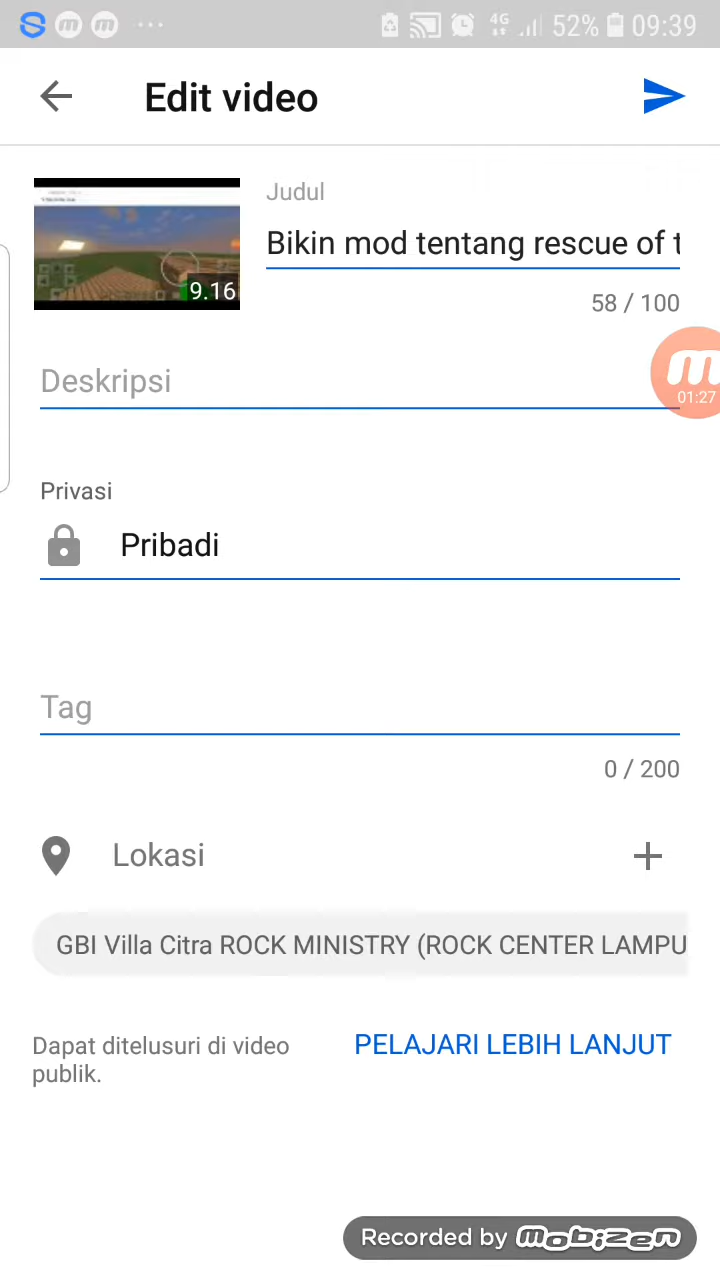 4G 52% 09:39
Edit video
Judul
Bikin mod tentang rescue of t
9.16
58 / 100
Deskripsi
01:27
Privasi
Pribadi
Tag
0 / 200
Lokasi
GBI Villa Citra ROCK MINISTRY (ROCK CENTER LAMPU
Dapat ditelusuri di video
publik.
PELAJARI LEBIH LANJUT
Recorded by mobizen